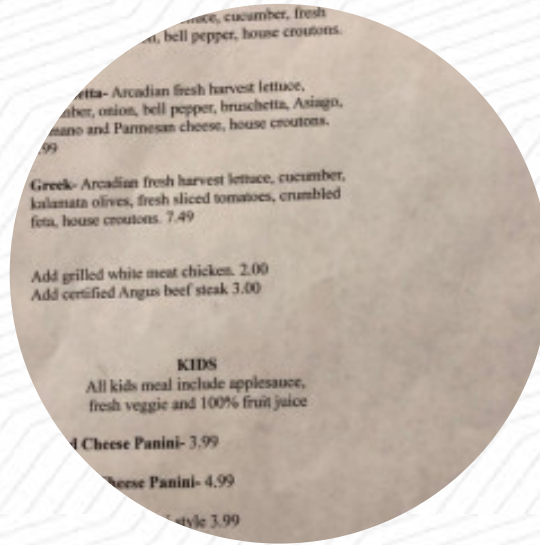 cucumber, fresh
bell pepper, house croutons.
etta- Arcadian fresh harvest lettuce,
onion, bell pepper, bruschetta, Asiago,
and Parmesan cheese, house croutons.
.99
Greek- Arcadian fresh harvest lettuce, cucumber,
kalamata olives, fresh sliced tomatoes, crumbled
feta, house croutons. 7.49
Add grilled white meat chicken. 2.00
Add certified Angus beef steak 3.00
KIDS
All kids meal include applesauce,
fresh veggie and 100% fruit juice
Cheese Panini- 3.99
Cheese Panini- 4.99
style 3.99